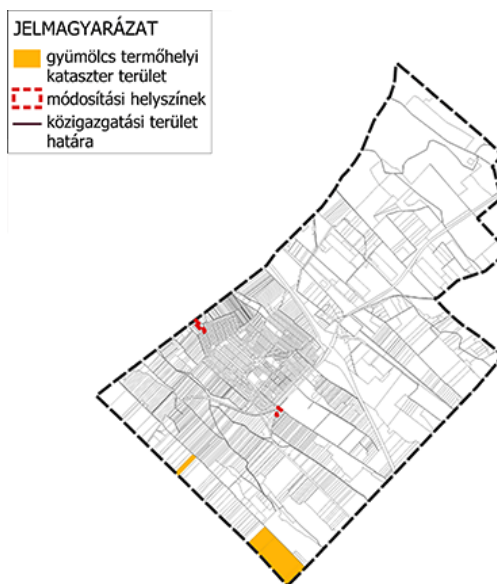 JELMAGYARÁZAT
gyümölcs termőhelyi
kataszter terület
módosítási helyszínek
közigazgatási terület
határa